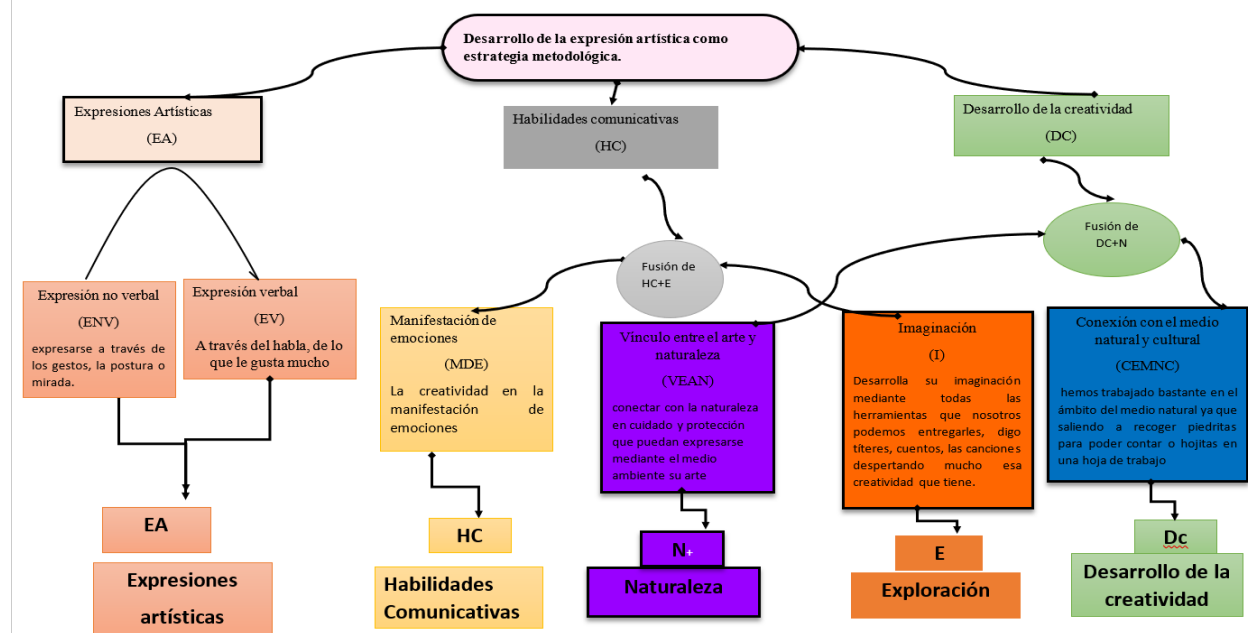 Desarrollo de la expresión artística como
estrategia metodológica.
Expresiones Artísticas
(EA)
Habilidades comunicativas
(HC)
Desarrollo de la creatividad
(DC)
Fusión de
HC+E
Fusión de
DC+N
Expresión no verbal
(ENV)
expresarse a través de
los gestos, la postura o
mirada.
Expresión verbal
(EV)
A través del habla, de lo
que le gusta mucho
Manifestación de
emociones
(MDE)
La creatividad en la
manifestación de
emociones
Vínculo entre el arte y
naturaleza
(VEAN)
conectar con la naturaleza
en cuidado y protección
que puedan expresarse
mediante el medio
ambiente su arte
Imaginación
(I)
Desarrolla su imaginación
mediante todas las
herramientas que nosotros
podemos entregarles, digo
títeres, cuentos, las canciones
despertando mucho esa
creatividad que tiene.
Conexión con el medio
natural y cultural
(CEMNC)
hemos trabajado bastante en el
ámbito del medio natural ya que
saliendo a recoger piedritas
para poder contar o hojitas en
una hoja de trabajo
EA
Expresiones
artísticas
HC
Habilidades
Comunicativas
N+
Naturaleza
E
Exploración
Dc
Desarrollo de la
creatividad